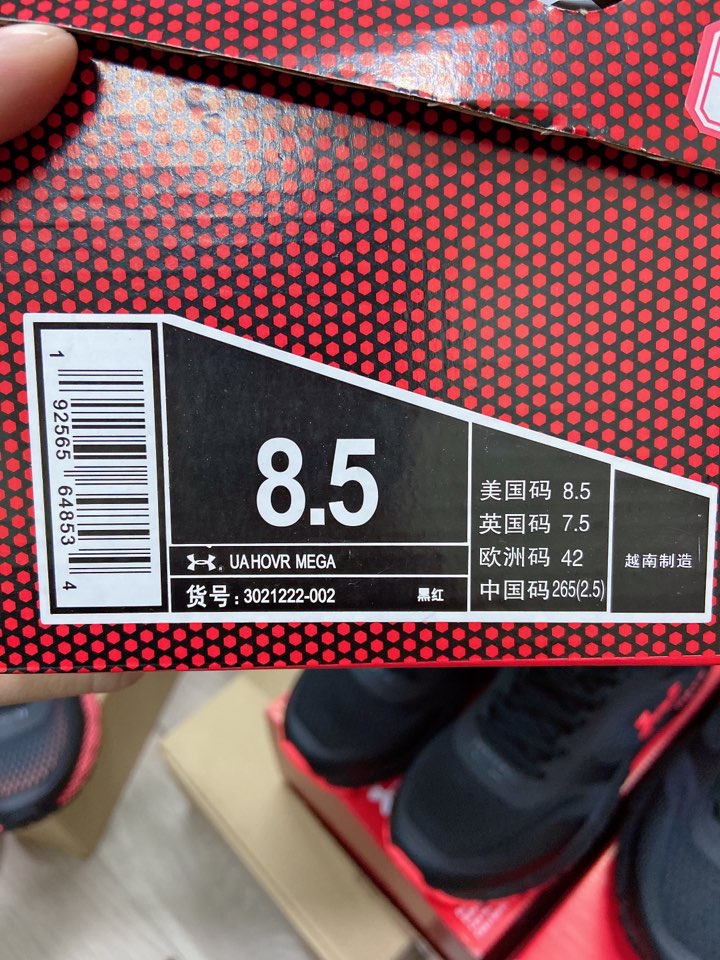 1 92565 64853 4
8.5
UA HOVR MEGA
货号：3021222-002 黑红
美国码 8.5
英国码 7.5
欧洲码 42
中国码 265(2.5)
越南制造